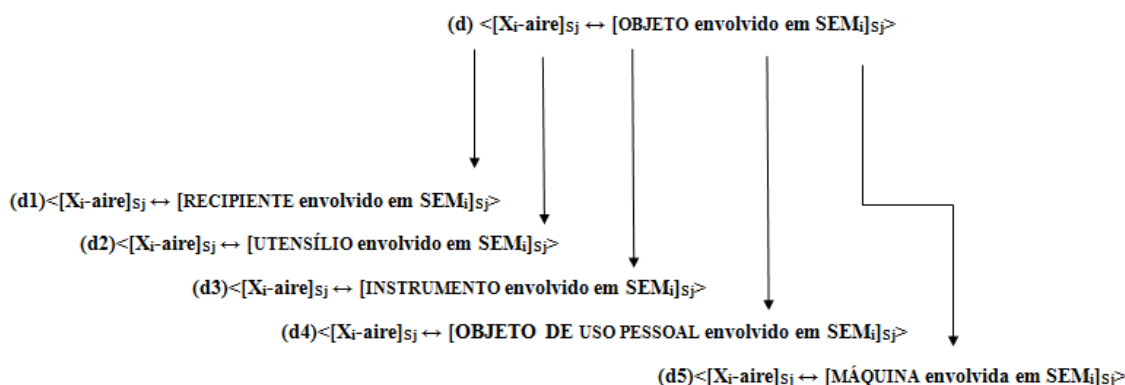 (d) <[Xᵢ-aire]Sj ↔ [OBJETO envolvido em SEMᵢ]Sj>
(d1)<[Xᵢ-aire]Sj ↔ [RECIPIENTE envolvido em SEMᵢ]Sj>
(d2)<[Xᵢ-aire]Sj ↔ [UTENSÍLIO envolvido em SEMᵢ]Sj>
(d3)<[Xᵢ-aire]Sj ↔ [INSTRUMENTO envolvido em SEMᵢ]Sj>
(d4)<[Xᵢ-aire]Sj ↔ [OBJETO DE USO PESSOAL envolvido em SEMᵢ]Sj>
(d5)<[Xᵢ-aire]Sj ↔ [MÁQUINA envolvida em SEMᵢ]Sj>